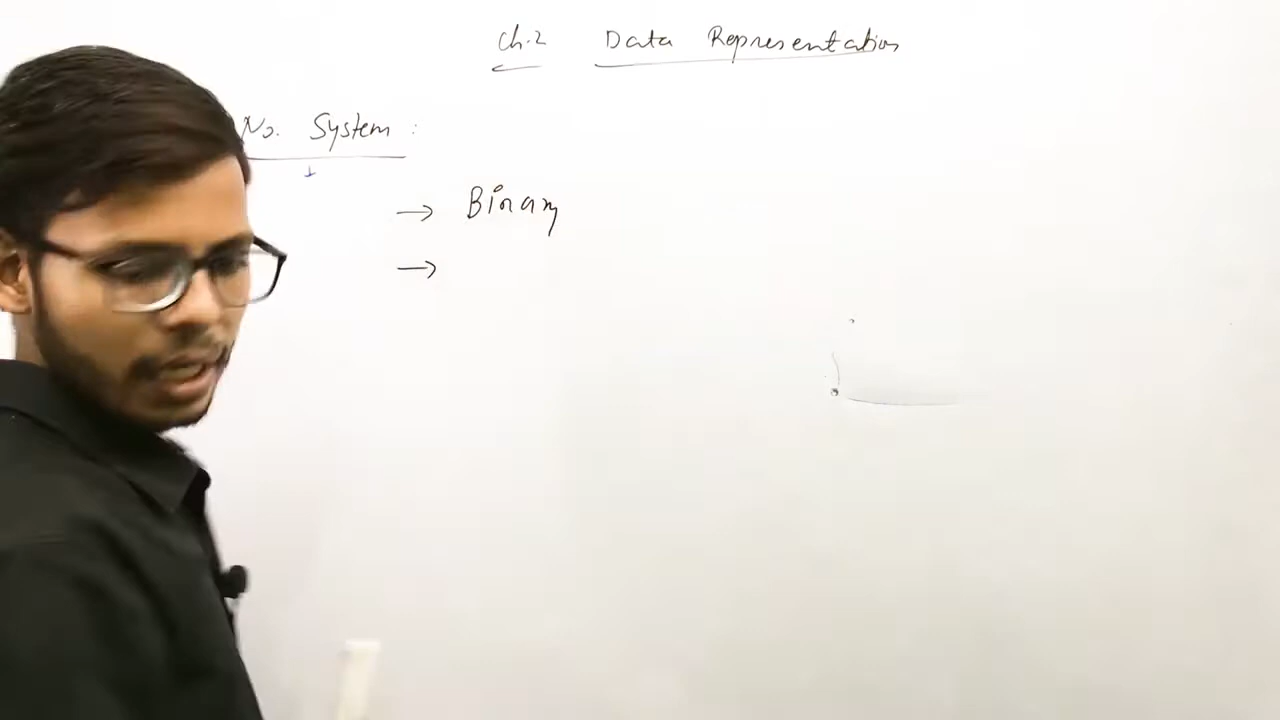 Ch.2 Data Representation
No. System :
→ Binary
→